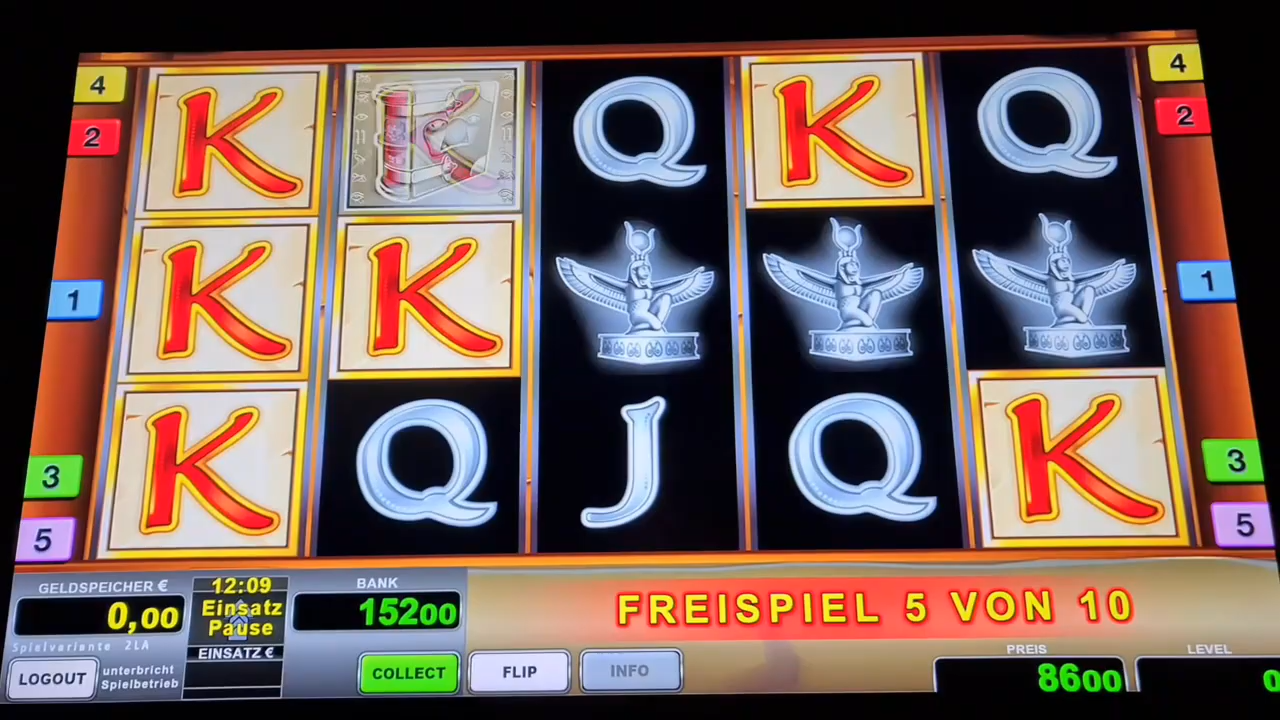 4 K Q K Q 4
2 2
1 K K 1
3 K Q J Q K 3
5 5
GELDSPEICHER €
0,00
Spielvariante 2LA
LOGOUT
unterbricht
Spielbetrieb
12:09
Einsatz
Pause
EINSATZ €
BANK
15200
COLLECT
FLIP
INFO
FREISPIEL 5 VON 10
PREIS
8600
LEVEL
0